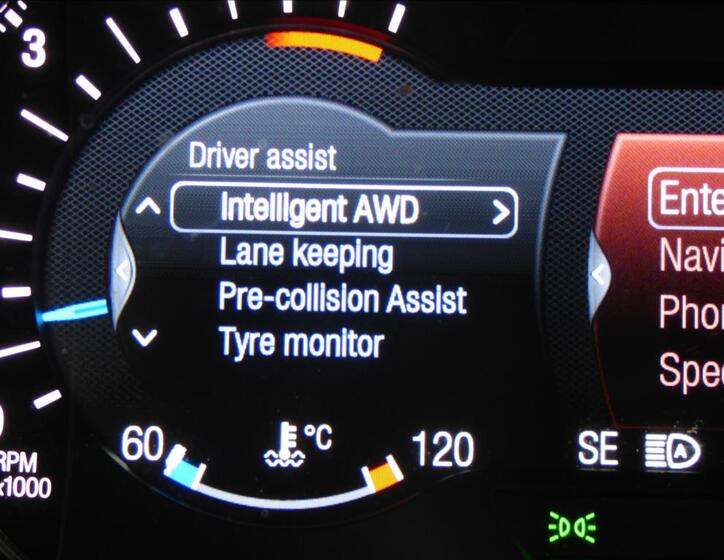 3
Driver assist
Intelligent AWD
Lane keeping
Pre-collision Assist
Tyre monitor
60
°C
120
SE
A
RPM
x1000